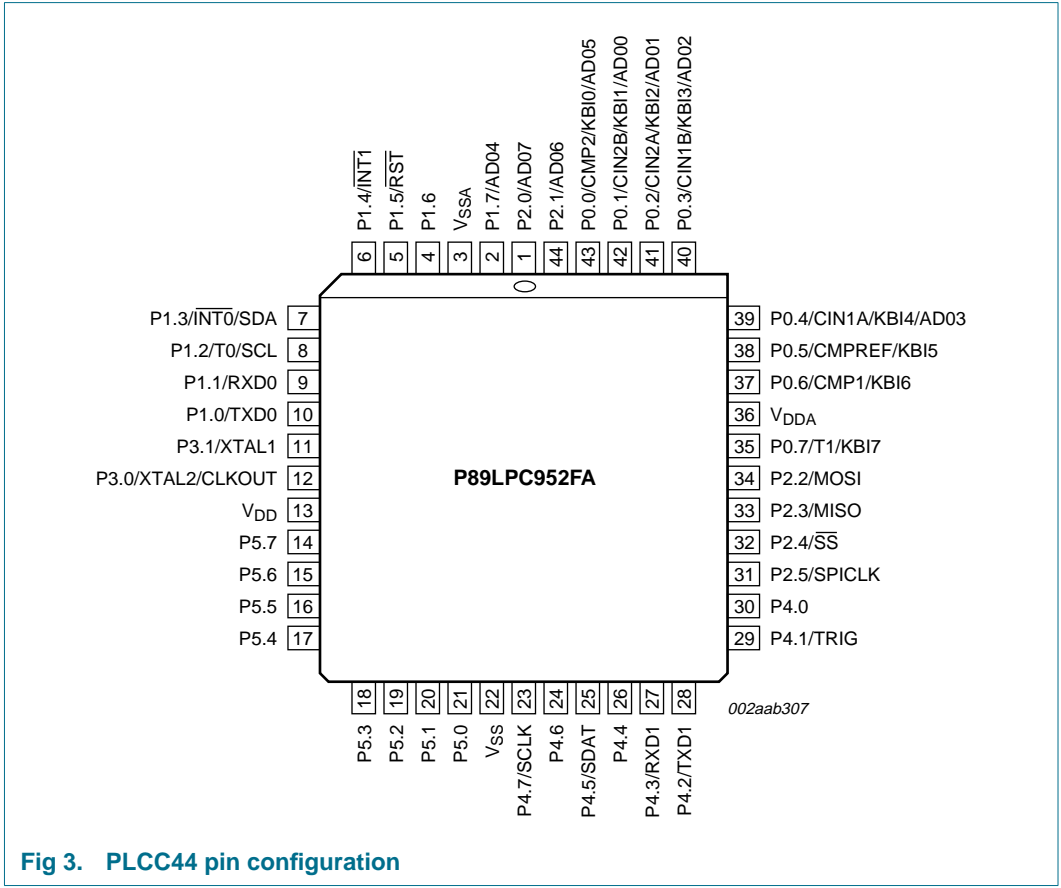 P1.4/INT1
P1.5/RST
P1.6
VSSA
P1.7/AD04
P2.0/AD07
P2.1/AD06
P0.0/CMP2/KBI0/AD05
P0.1/CIN2B/KBI1/AD00
P0.2/CIN2A/KBI2/AD01
P0.3/CIN1B/KBI3/AD02
6 5 4 3 2 1 44 43 42 41 40
P1.3/INT0/SDA 7
P1.2/T0/SCL 8
P1.1/RXD0 9
P1.0/TXD0 10
P3.1/XTAL1 11
P3.0/XTAL2/CLKOUT 12
VDD 13
P5.7 14
P5.6 15
P5.5 16
P5.4 17
P89LPC952FA
39 P0.4/CIN1A/KBI4/AD03
38 P0.5/CMPREF/KBI5
37 P0.6/CMP1/KBI6
36 VDDA
35 P0.7/T1/KBI7
34 P2.2/MOSI
33 P2.3/MISO
32 P2.4/SS
31 P2.5/SPICLK
30 P4.0
29 P4.1/TRIG
18 19 20 21 22 23 24 25 26 27 28
P5.3
P5.2
P5.1
P5.0
VSS
P4.7/SCLK
P4.6
P4.5/SDAT
P4.4
P4.3/RXD1
P4.2/TXD1
002aab307
Fig 3. PLCC44 pin configuration